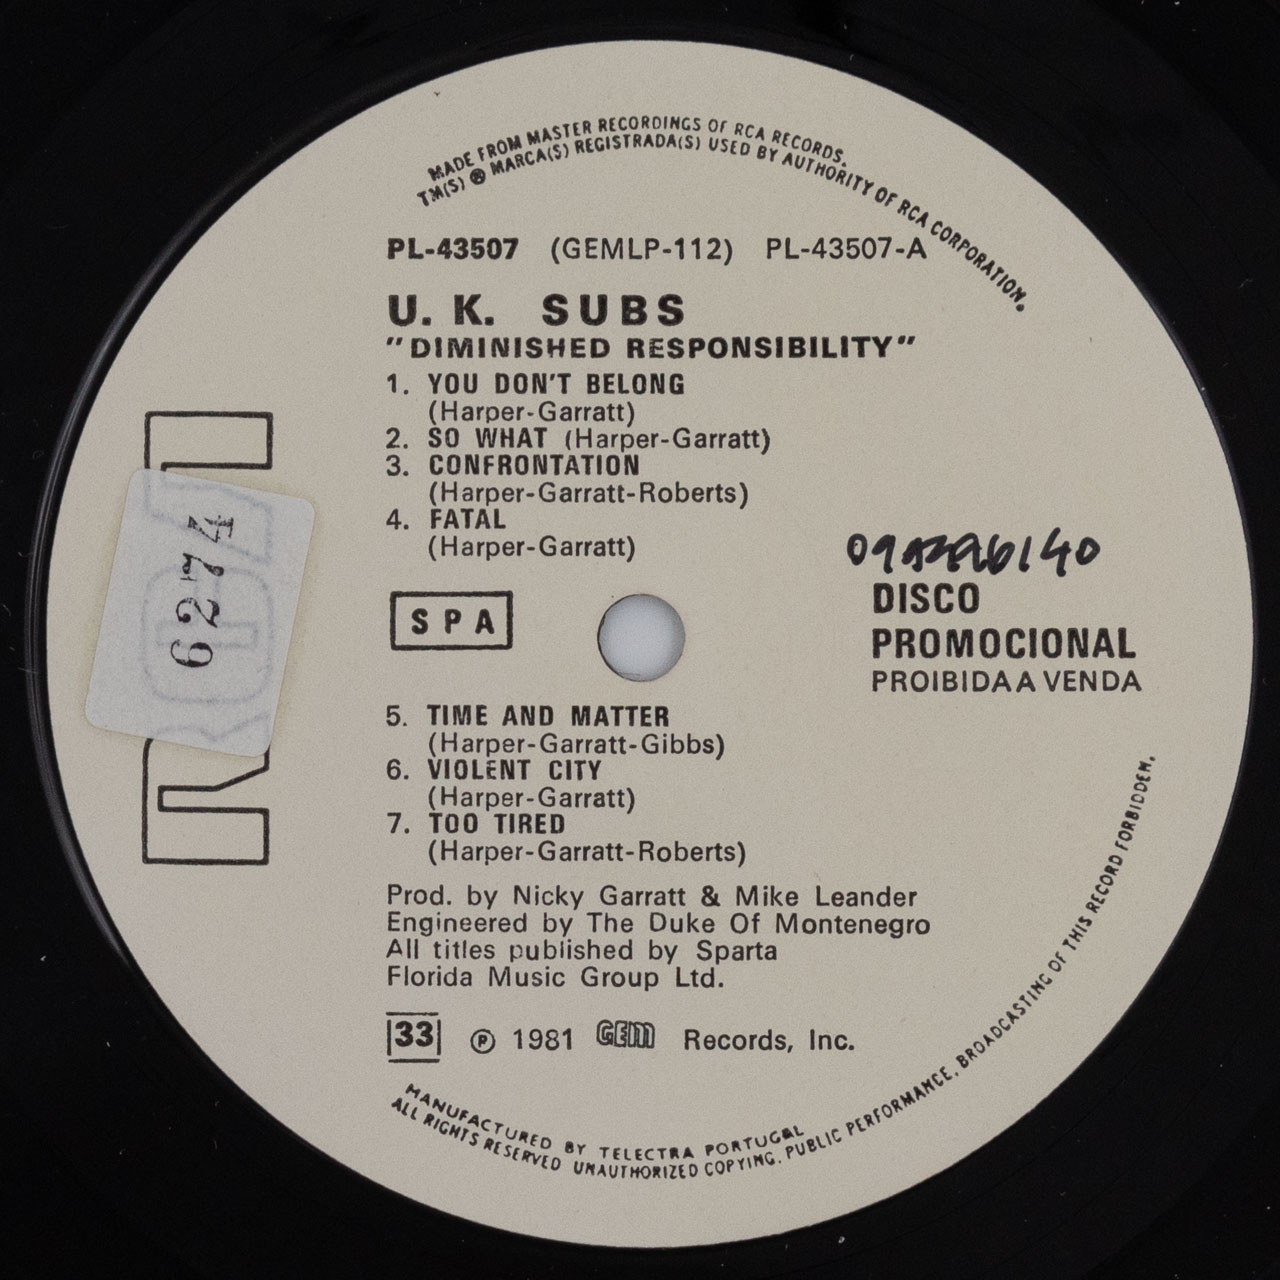 MADE FROM MASTER RECORDINGS OF RCA RECORDS.
TM(S) ® MARCA(S) REGISTRADA(S) USED BY AUTHORITY OF RCA CORPORATION.
PL-43507 (GEMLP-112) PL-43507-A
U. K. SUBS
"DIMINISHED RESPONSIBILITY"
1. YOU DON'T BELONG
(Harper-Garratt)
2. SO WHAT (Harper-Garratt)
3. CONFRONTATION
(Harper-Garratt-Roberts)
4. FATAL
(Harper-Garratt)
6274
SPA
DISCO
PROMOCIONAL
PROIBIDA A VENDA
5. TIME AND MATTER
(Harper-Garratt-Gibbs)
6. VIOLENT CITY
(Harper-Garratt)
7. TOO TIRED
(Harper-Garratt-Roberts)
Prod. by Nicky Garratt & Mike Leander
Engineered by The Duke Of Montenegro
All titles published by Sparta
Florida Music Group Ltd.
33 ℗ 1981 GEM Records, Inc.
MANUFACTURED BY TELECTRA PORTUGAL
ALL RIGHTS RESERVED UNAUTHORIZED COPYING. PUBLIC PERFORMANCE. BROADCASTING OF THIS RECORD FORBIDDEN.